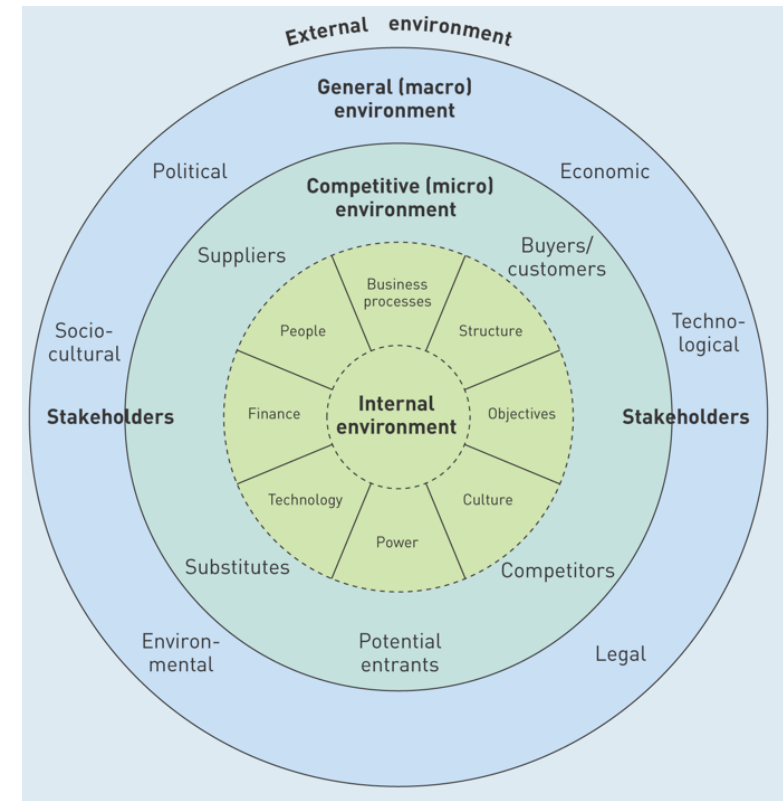 External environment
General (macro)
environment
Political
Economic
Competitive (micro)
environment
Suppliers
Buyers/
customers
Business
processes
People
Structure
Socio-
cultural
Techno-
logical
Stakeholders
Finance
Internal
environment
Objectives
Stakeholders
Technology
Culture
Power
Substitutes
Competitors
Environ-
mental
Potential
entrants
Legal